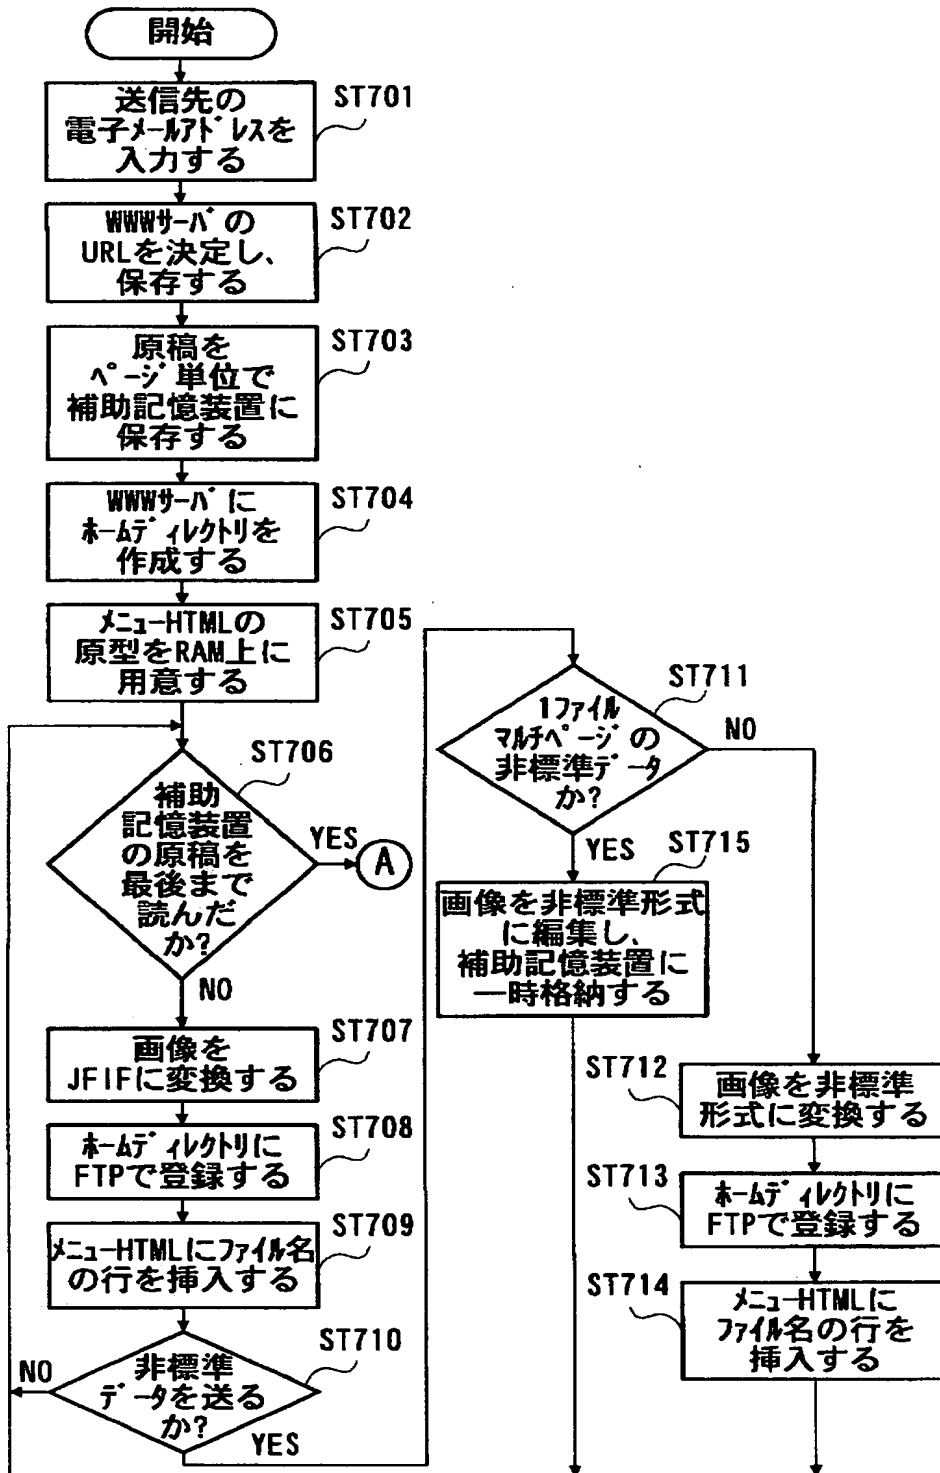 開始
ST701
送信先の
電子ﾒｰﾙｱﾄﾞﾚｽを
入力する
ST702
WWWｻｰﾊﾞの
URLを決定し、
保存する
ST703
原稿を
ﾍﾟｰｼﾞ単位で
補助記憶装置に
保存する
ST704
WWWｻｰﾊﾞに
ﾎｰﾑﾃﾞｨﾚｸﾄﾘを
作成する
ST705
ﾒﾆｭｰHTMLの
原型をRAM上に
用意する
ST706
補助
記憶装置
の原稿を
最後まで
読んだ
か?
YES
A
NO
ST707
画像を
JFIFに変換する
ST708
ﾎｰﾑﾃﾞｨﾚｸﾄﾘに
FTPで登録する
ST709
ﾒﾆｭｰHTMLにﾌｧｲﾙ名
の行を挿入する
ST710
非標準
ﾃﾞｰﾀを送る
か?
NO
YES
ST711
1ﾌｧｲﾙ
ﾏﾙﾁﾍﾟｰｼﾞの
非標準ﾃﾞｰﾀ
か?
NO
YES
ST715
画像を非標準形式
に編集し、
補助記憶装置に
一時格納する
ST712
画像を非標準
形式に変換する
ST713
ﾎｰﾑﾃﾞｨﾚｸﾄﾘに
FTPで登録する
ST714
ﾒﾆｭｰHTMLに
ﾌｧｲﾙ名の行を
挿入する